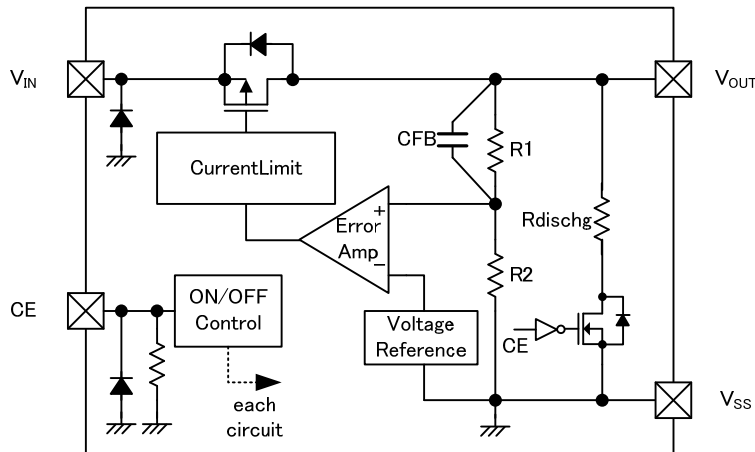 VIN
VOUT
CurrentLimit
CFB
R1
+
Error
Amp
−
Rdischg
R2
CE
ON/OFF
Control
Voltage
Reference
CE
each
circuit
VSS